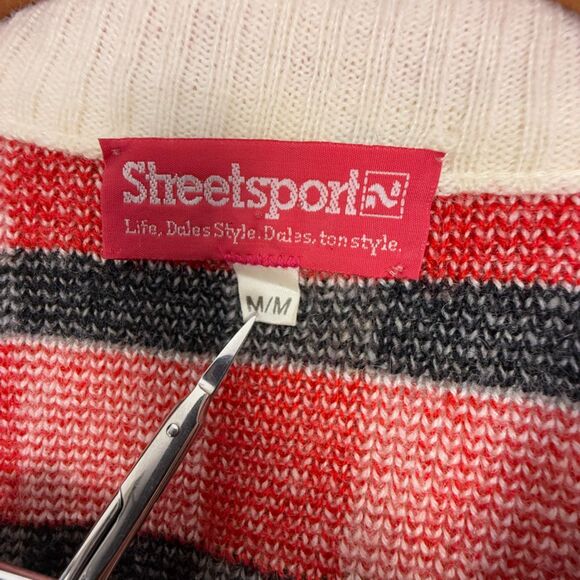 Streetsport
Life, Dales Style. Dales, ton style.
M/M